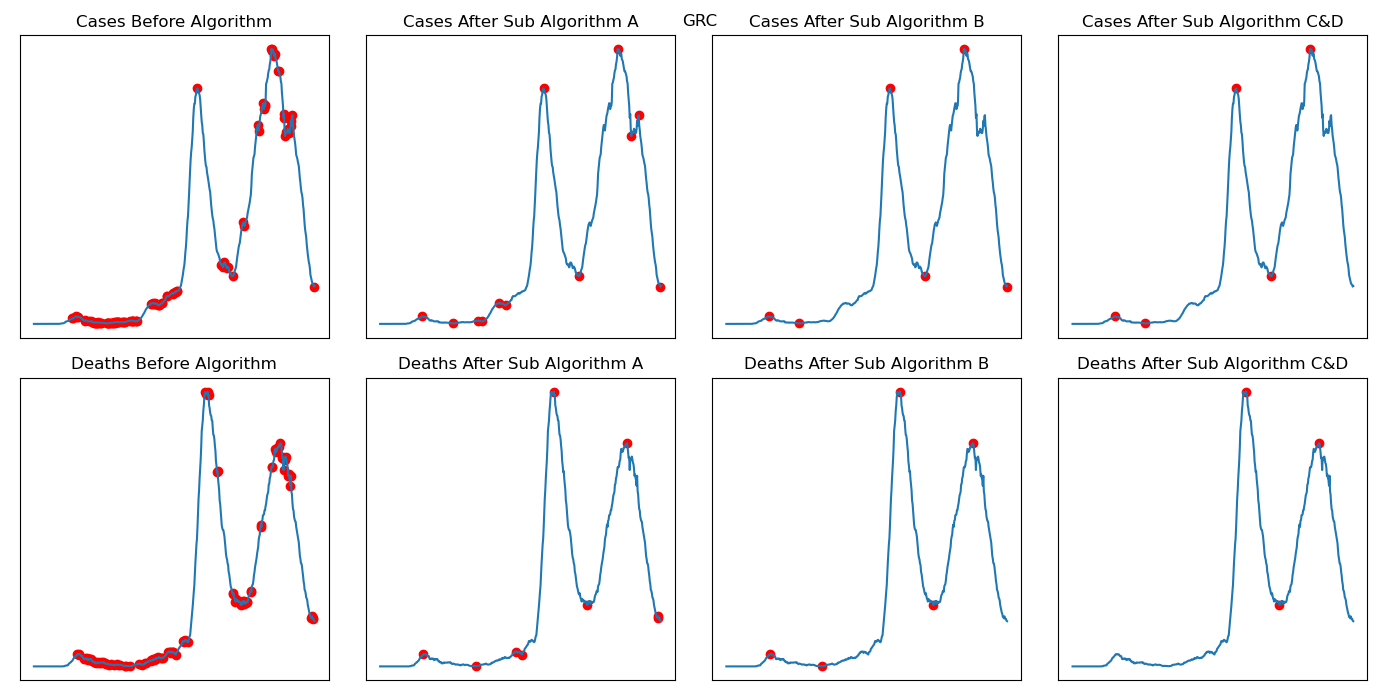 GRC
Cases Before Algorithm
Cases After Sub Algorithm A
Cases After Sub Algorithm B
Cases After Sub Algorithm C&D
Deaths Before Algorithm
Deaths After Sub Algorithm A
Deaths After Sub Algorithm B
Deaths After Sub Algorithm C&D